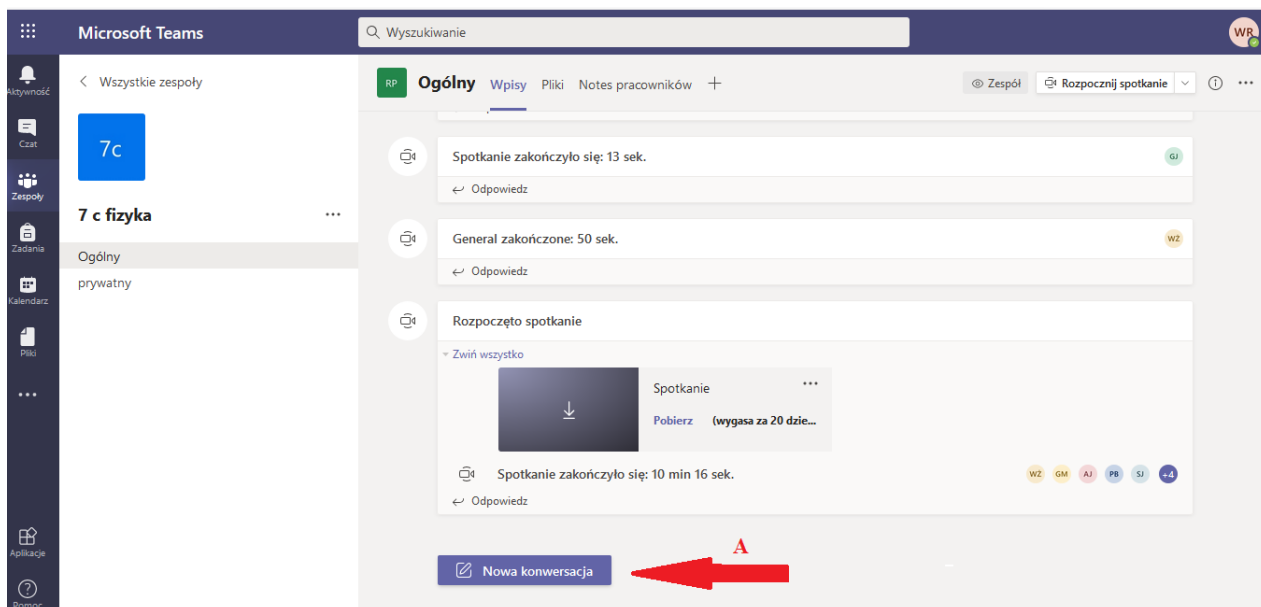 Microsoft Teams
Wyszukiwanie
WR
Aktywność
Czat
Zespoły
Zadania
Kalendarz
Pliki
Aplikacje
Pomoc
Wszystkie zespoły
7c
7 c fizyka
Ogólny
prywatny
RP Ogólny Wpisy Pliki Notes pracowników
Zespół Rozpocznij spotkanie
Spotkanie zakończyło się: 13 sek. GJ
Odpowiedz
General zakończone: 50 sek. WŻ
Odpowiedz
Rozpoczęto spotkanie
Zwiń wszystko
Spotkanie
Pobierz (wygasa za 20 dzie...
Spotkanie zakończyło się: 10 min 16 sek. WŻ GM AJ PB SJ +4
Odpowiedz
Nowa konwersacja
A